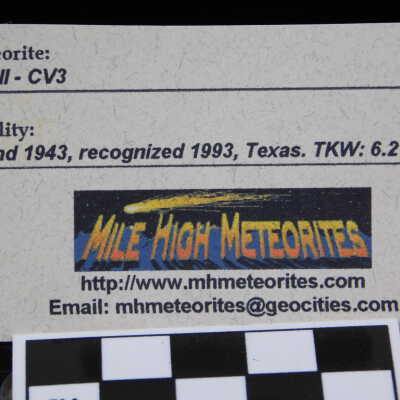 eorite:
ll - CV3
lity:
nd 1943, recognized 1993, Texas. TKW: 6.2
MILE HIGH METEORITES
http://www.mhmeteorites.com
Email: mhmeteorites@geocities.com